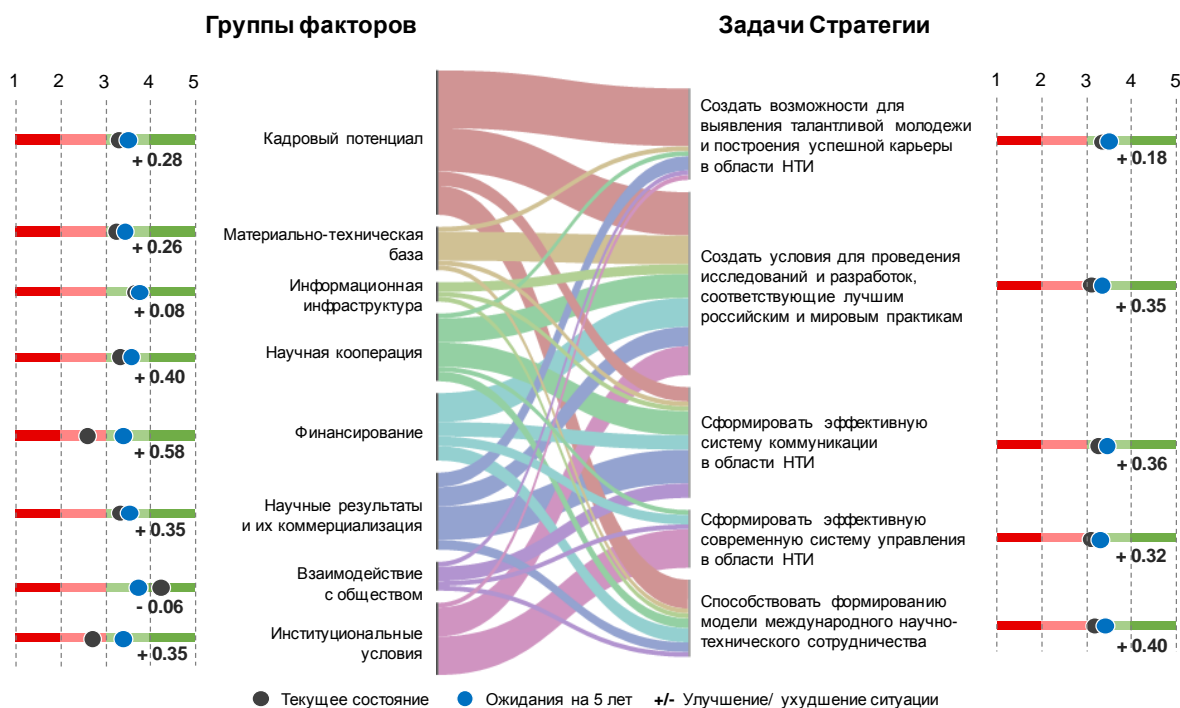 Группы факторов
Задачи Стратегии
1 2 3 4 5
Кадровый потенциал
+ 0.28
Материально-техническая
база
+ 0.26
Информационная
инфраструктура
+ 0.08
Научная кооперация
+ 0.40
Финансирование
+ 0.58
Научные результаты
и их коммерциализация
+ 0.35
Взаимодействие
с обществом
- 0.06
Институциональные
условия
+ 0.35
1 2 3 4 5
Создать возможности для
выявления талантливой молодежи
и построения успешной карьеры
в области НТИ
+ 0.18
Создать условия для проведения
исследований и разработок,
соответствующие лучшим
российским и мировым практикам
+ 0.35
Сформировать эффективную
систему коммуникации
в области НТИ
+ 0.36
Сформировать эффективную
современную систему управления
в области НТИ
+ 0.32
Способствовать формированию
модели международного научно-
технического сотрудничества
+ 0.40
Текущее состояние
Ожидания на 5 лет
+/- Улучшение/ ухудшение ситуации